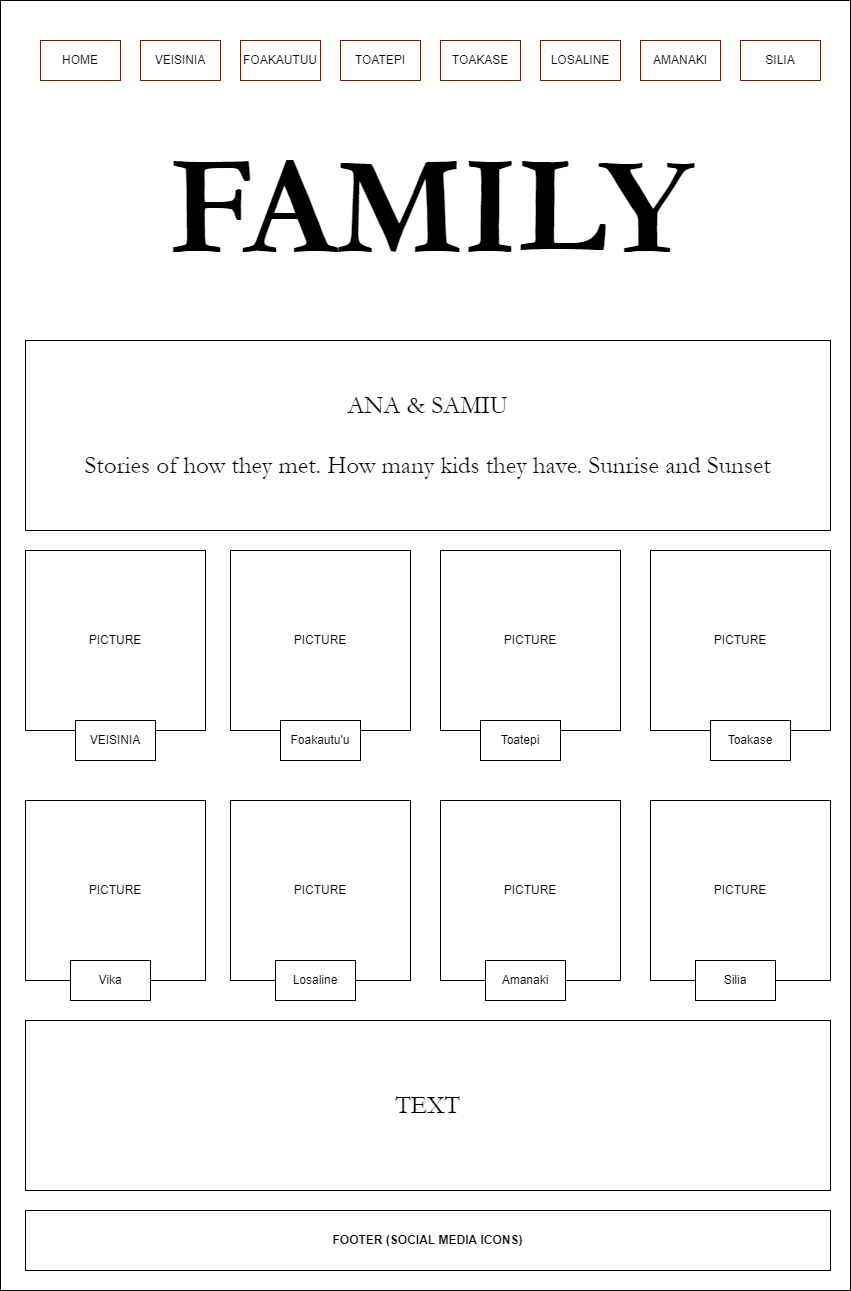 HOME
VEISINIA
FOAKAUTUU
TOATEPI
TOAKASE
LOSALINE
AMANAKI
SILIA
FAMILY
ANA & SAMIU
Stories of how they met. How many kids they have. Sunrise and Sunset
PICTURE
PICTURE
PICTURE
PICTURE
VEISINIA
Foakautu'u
Toatepi
Toakase
PICTURE
PICTURE
PICTURE
PICTURE
Vika
Losaline
Amanaki
Silia
TEXT
FOOTER (SOCIAL MEDIA ICONS)